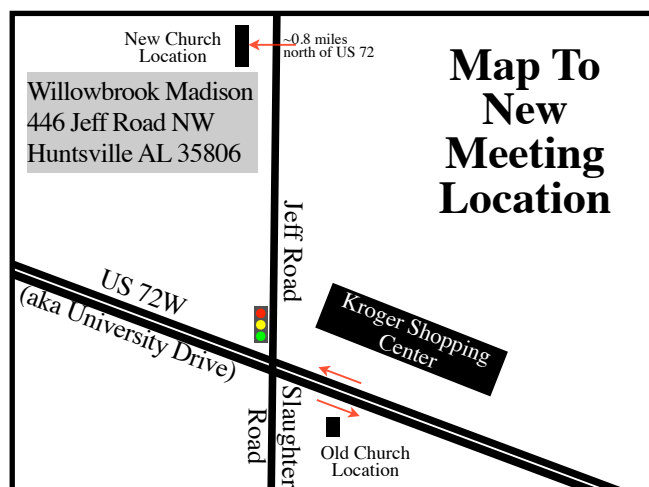 New Church
Location
~0.8 miles
north of US 72
Map To
New
Meeting
Location
Willowbrook Madison
446 Jeff Road NW
Huntsville AL 35806
Jeff Road
US 72W
(aka University Drive)
Kroger Shopping
Center
Slaughter
Road
Old Church
Location